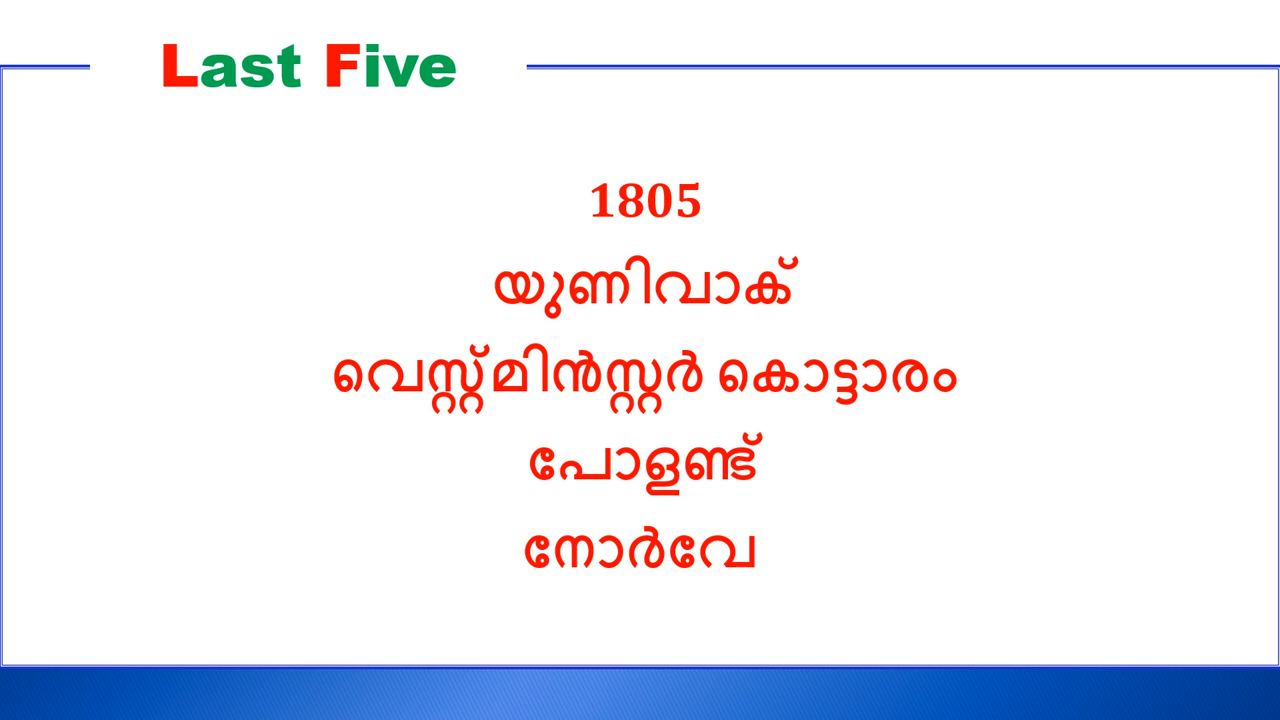 Last Five
1805
യുണിവാക്
വെസ്റ്റ്മിൻസ്റ്റർ കൊട്ടാരം
പോളണ്ട്
നോർവേ